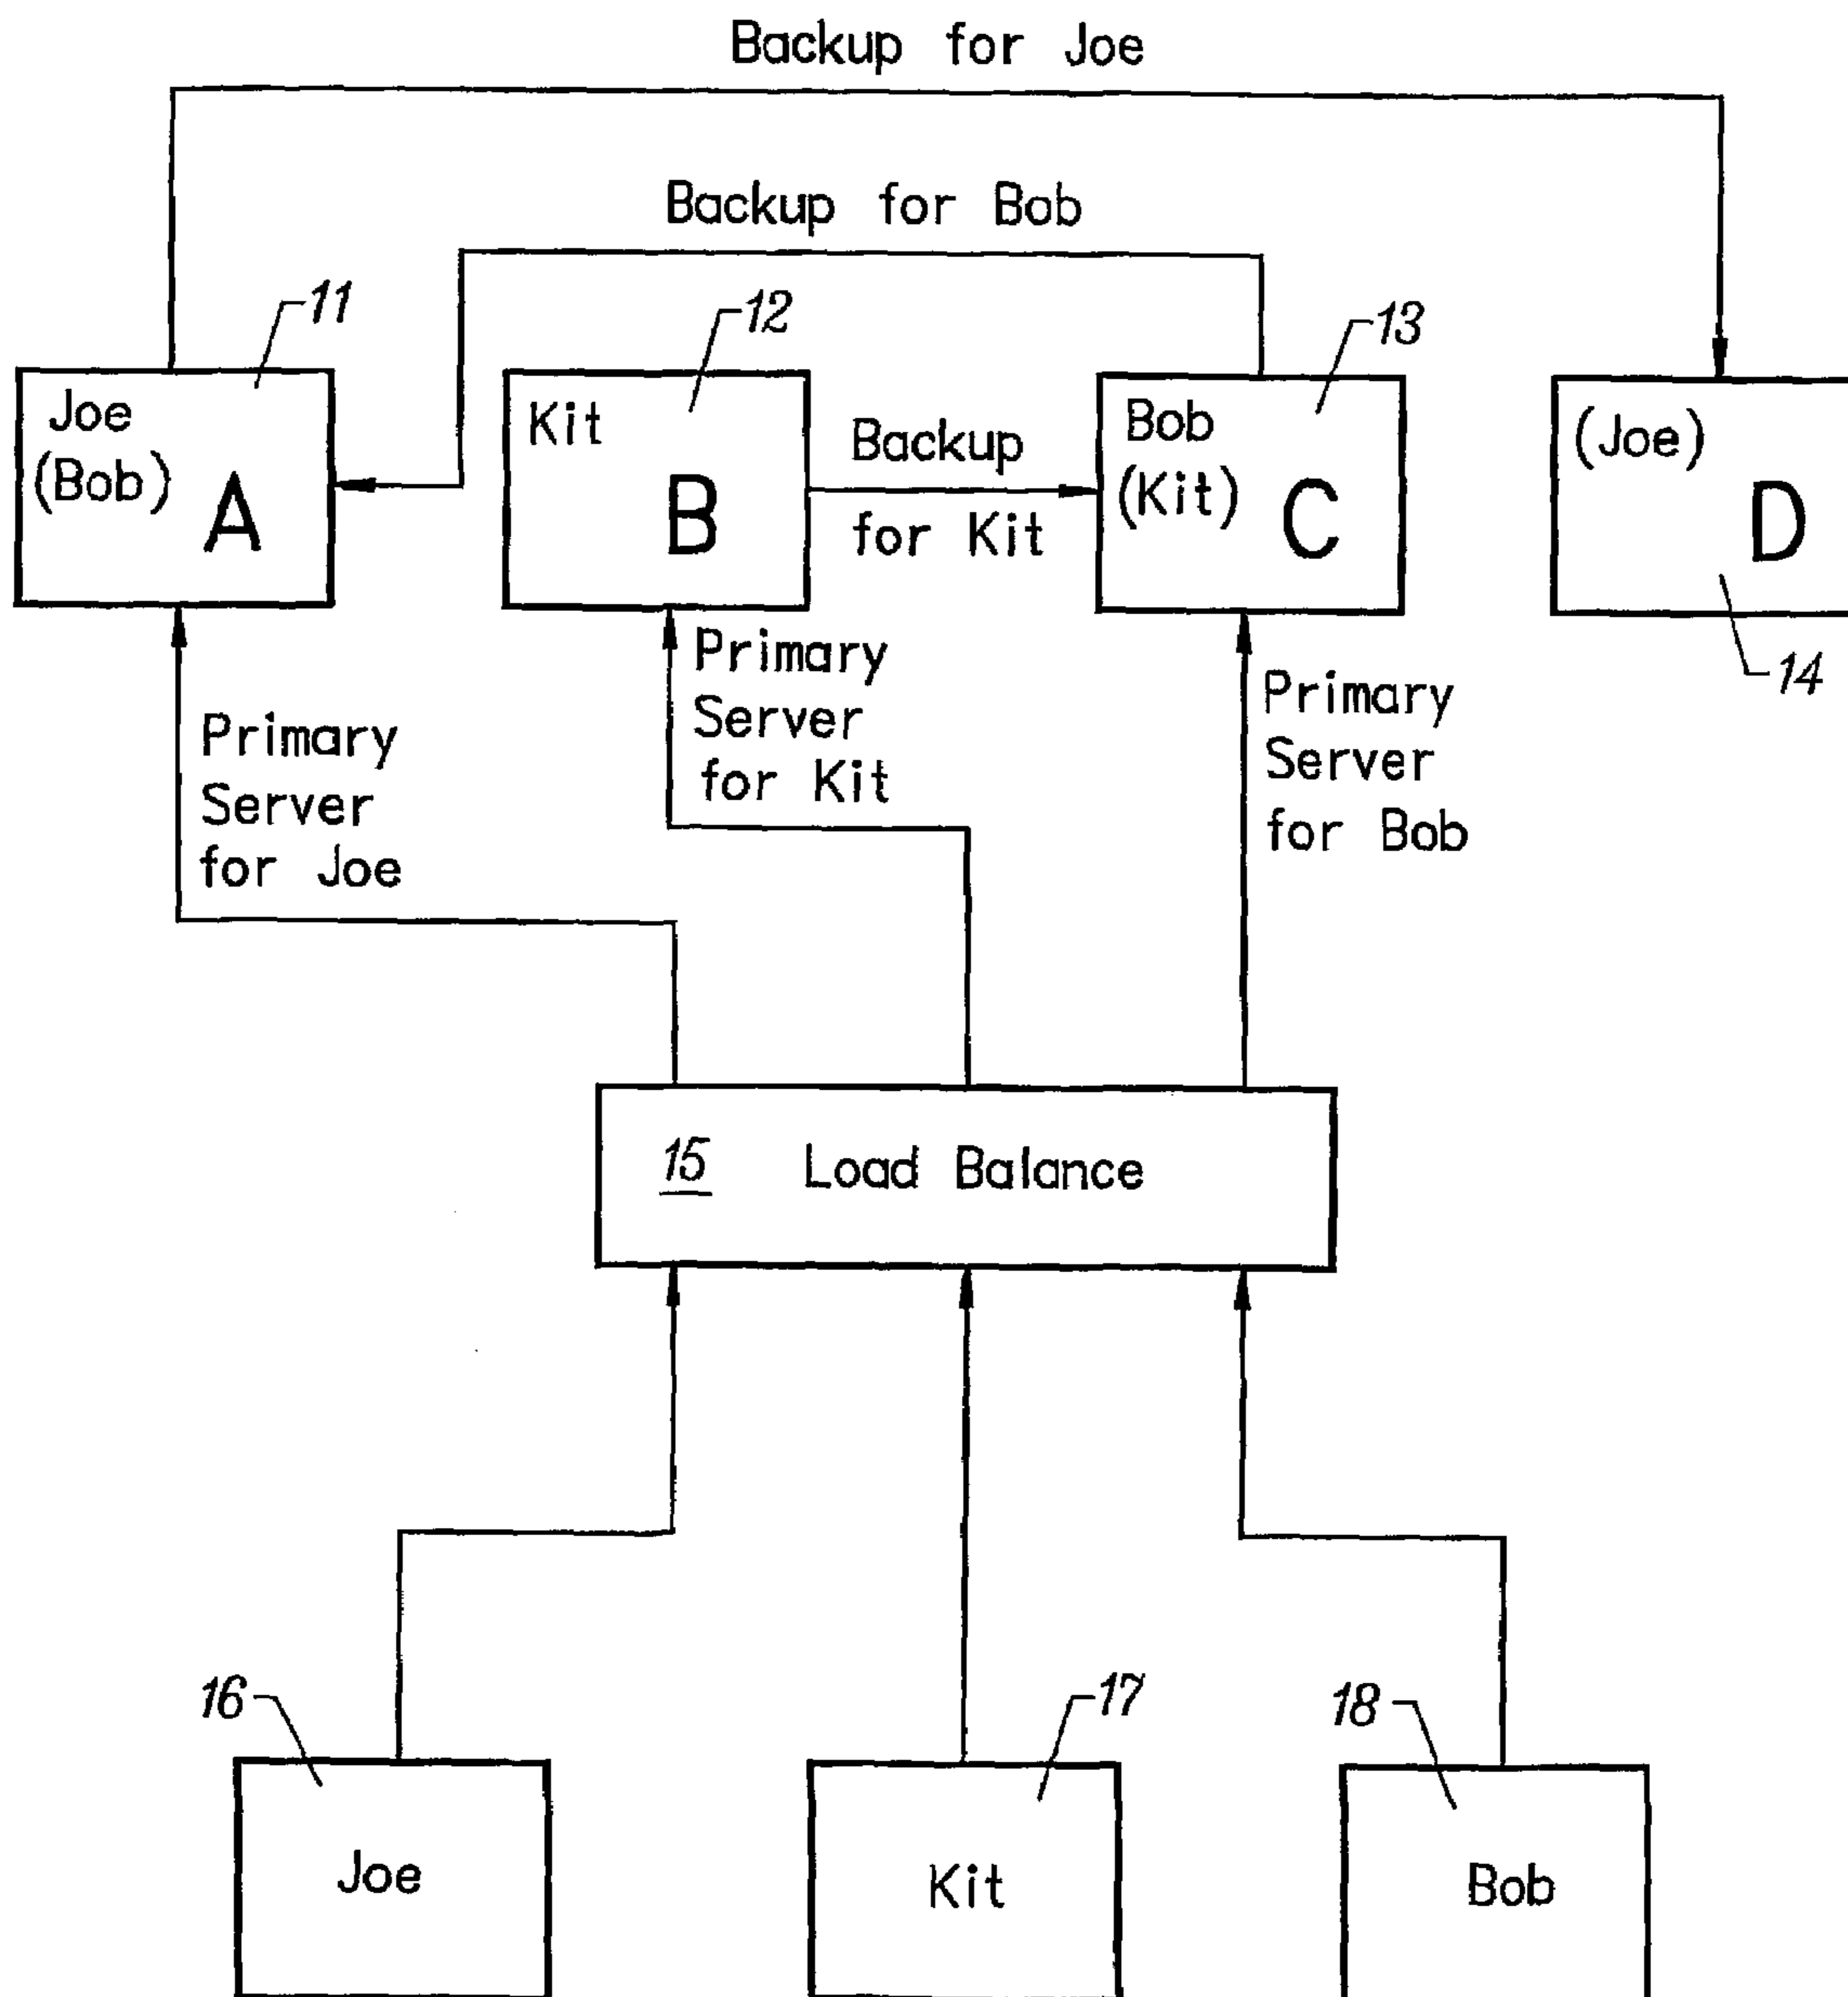 Backup for Joe
Backup for Bob
11
12
13
Joe
(Bob)
A
Kit
B
Backup
for Kit
Bob
(Kit)
C
(Joe)
D
14
Primary
Server
for Joe
Primary
Server
for Kit
Primary
Server
for Bob
15 Load Balance
16
17
18
Joe
Kit
Bob